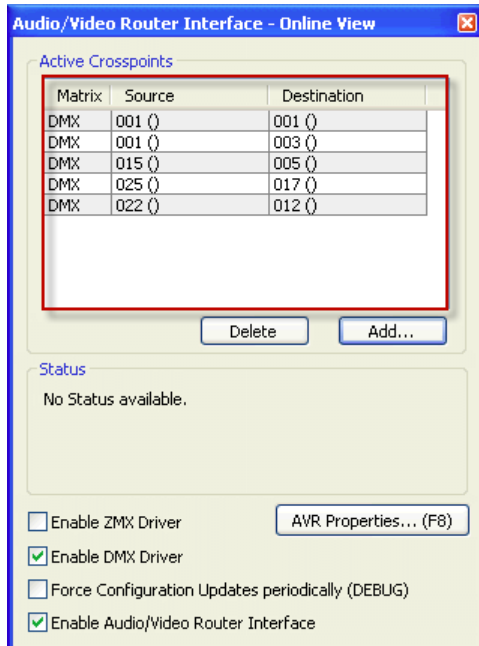 Audio/Video Router Interface - Online View
Active Crosspoints
Matrix Source Destination
DMX 001 () 001 ()
DMX 001 () 003 ()
DMX 015 () 005 ()
DMX 025 () 017 ()
DMX 022 () 012 ()
Delete Add...
Status
No Status available.
Enable ZMX Driver AVR Properties... (F8)
Enable DMX Driver
Force Configuration Updates periodically (DEBUG)
Enable Audio/Video Router Interface